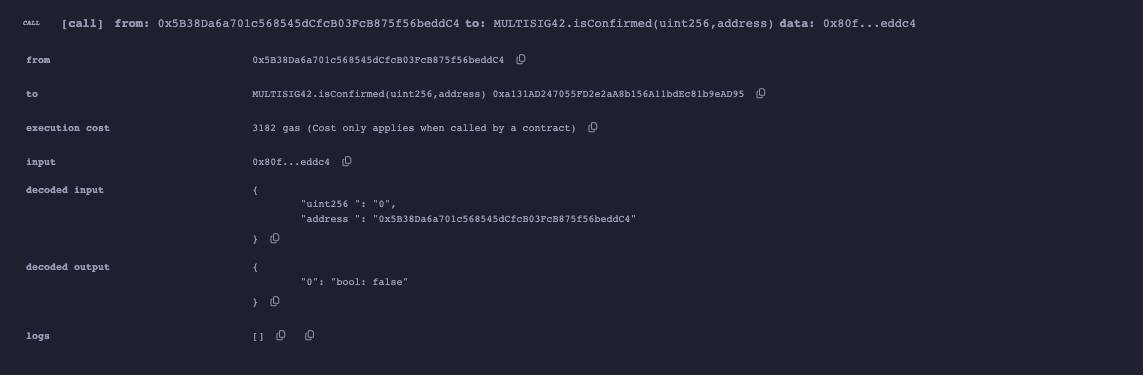 CALL [call] from: 0x5B38Da6a701c568545dCfcB03FcB875f56beddC4 to: MULTISIG42.isConfirmed(uint256,address) data: 0x80f...eddc4
from 0x5B38Da6a701c568545dCfcB03FcB875f56beddC4
to MULTISIG42.isConfirmed(uint256,address) 0xa131AD247055FD2e2aA8b156A11bdEc81b9eAD95
execution cost 3182 gas (Cost only applies when called by a contract)
input 0x80f...eddc4
decoded input {
"uint256 ": "0",
"address ": "0x5B38Da6a701c568545dCfcB03FcB875f56beddC4"
}
decoded output {
"0": "bool: false"
}
logs []